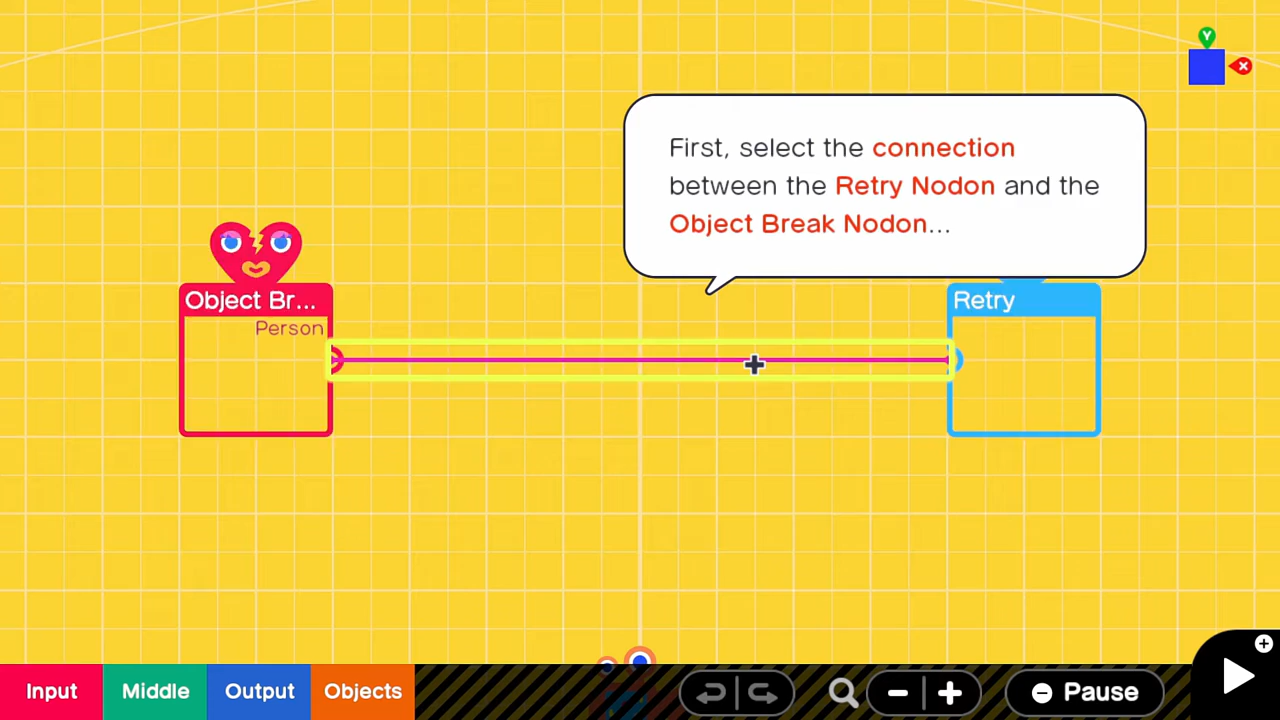 Y
First, select the connection
between the Retry Nodon and the
Object Break Nodon...
Object Br...
Person
Retry
Input
Middle
Output
Objects
Pause